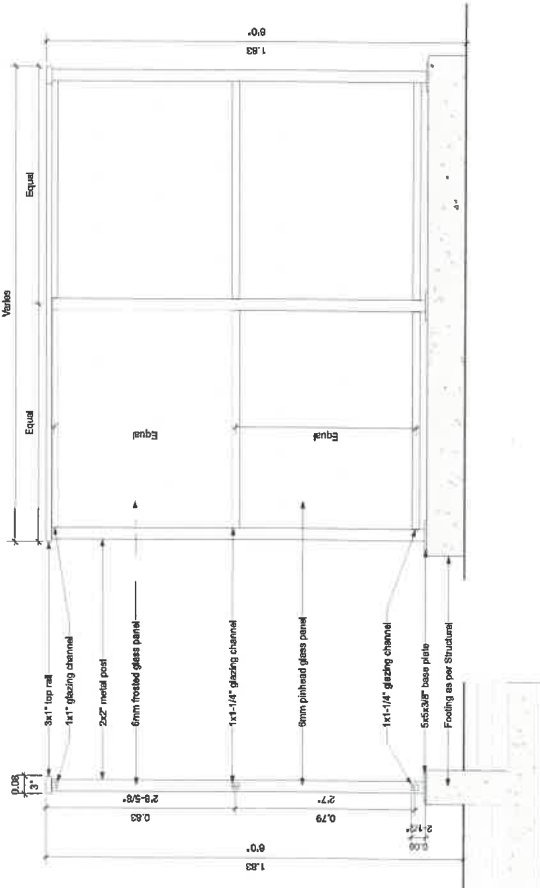 Varies
Equal
Equal
6'0"
1.83
Equal
Equal
3x1" top rail
1x1" glazing channel
2x2" metal post
6mm frosted glass panel
1x1-1/4" glazing channel
6mm pinhead glass panel
1x1-1/4" glazing channel
5x5x3/8" base plate
Footing as per Structural
0.08
3"
2'8-5/8"
0.83
2'7"
0.79
0.06
6'0"
1.83